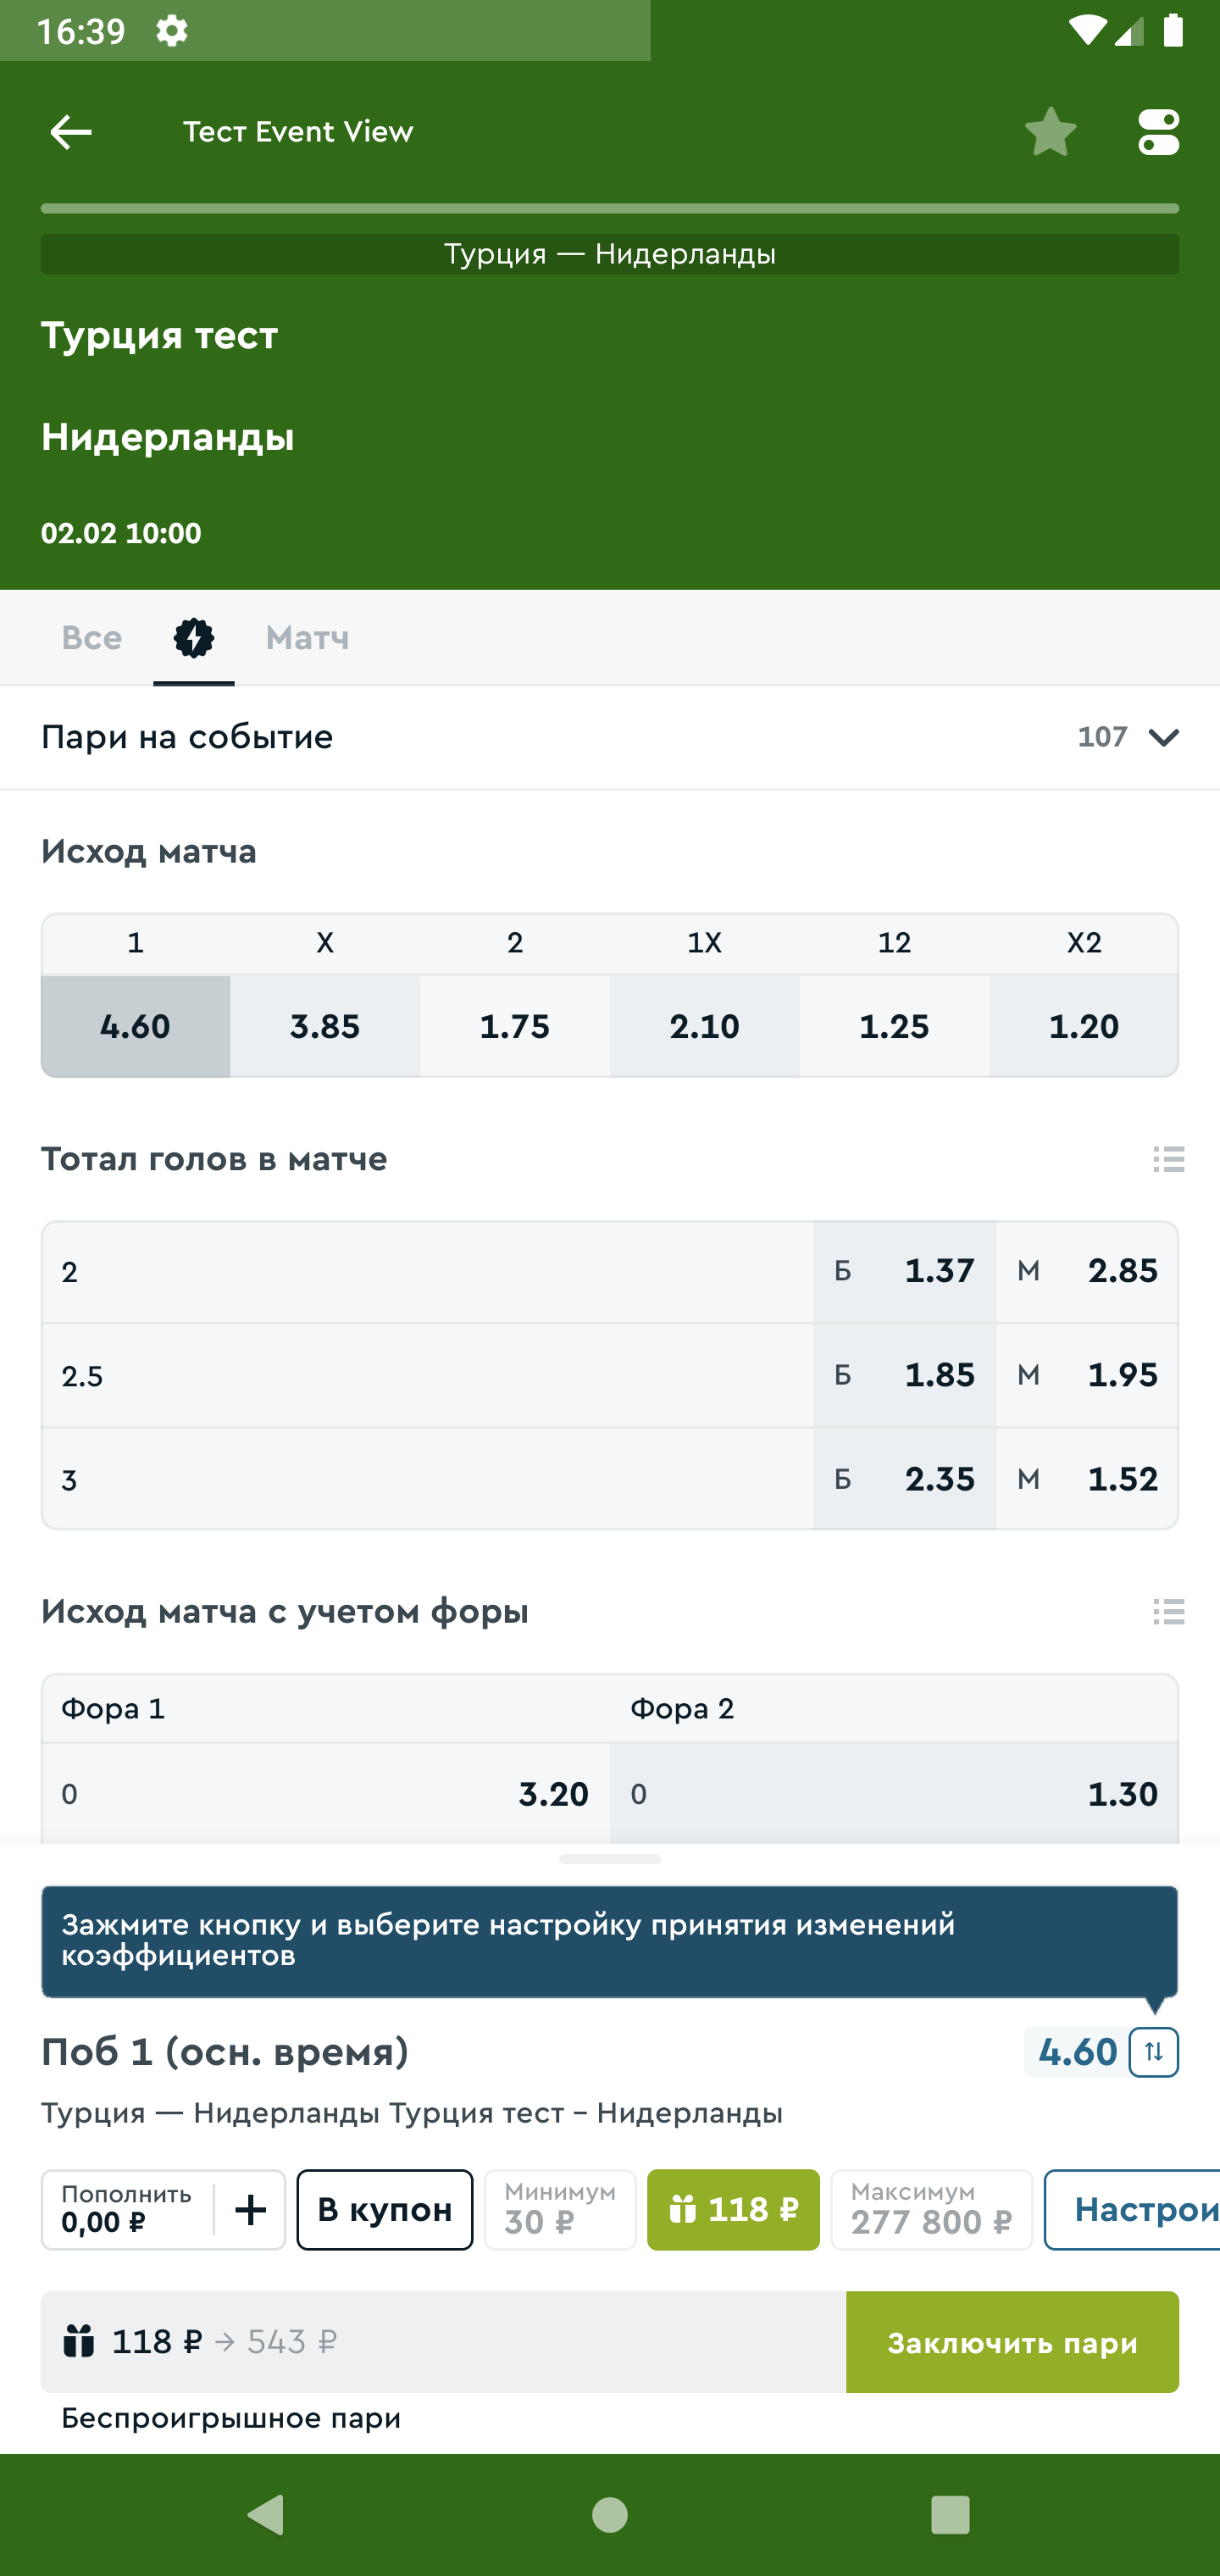 16:39
Тест Event View
Турция — Нидерланды
Турция тест
Нидерланды
02.02 10:00
Все Матч
Пари на событие 107
Исход матча
1 X 2 1X 12 X2
4.60 3.85 1.75 2.10 1.25 1.20
Тотал голов в матче
2 Б 1.37 М 2.85
2.5 Б 1.85 М 1.95
3 Б 2.35 М 1.52
Исход матча с учетом форы
Фора 1 Фора 2
0 3.20 0 1.30
Зажмите кнопку и выберите настройку принятия изменений
коэффициентов
Поб 1 (осн. время) 4.60
Турция — Нидерланды Турция тест – Нидерланды
Пополнить
0,00 ₽
В купон
Минимум
30 ₽
118 ₽
Максимум
277 800 ₽
Настрои
118 ₽ → 543 ₽ Заключить пари
Беспроигрышное пари